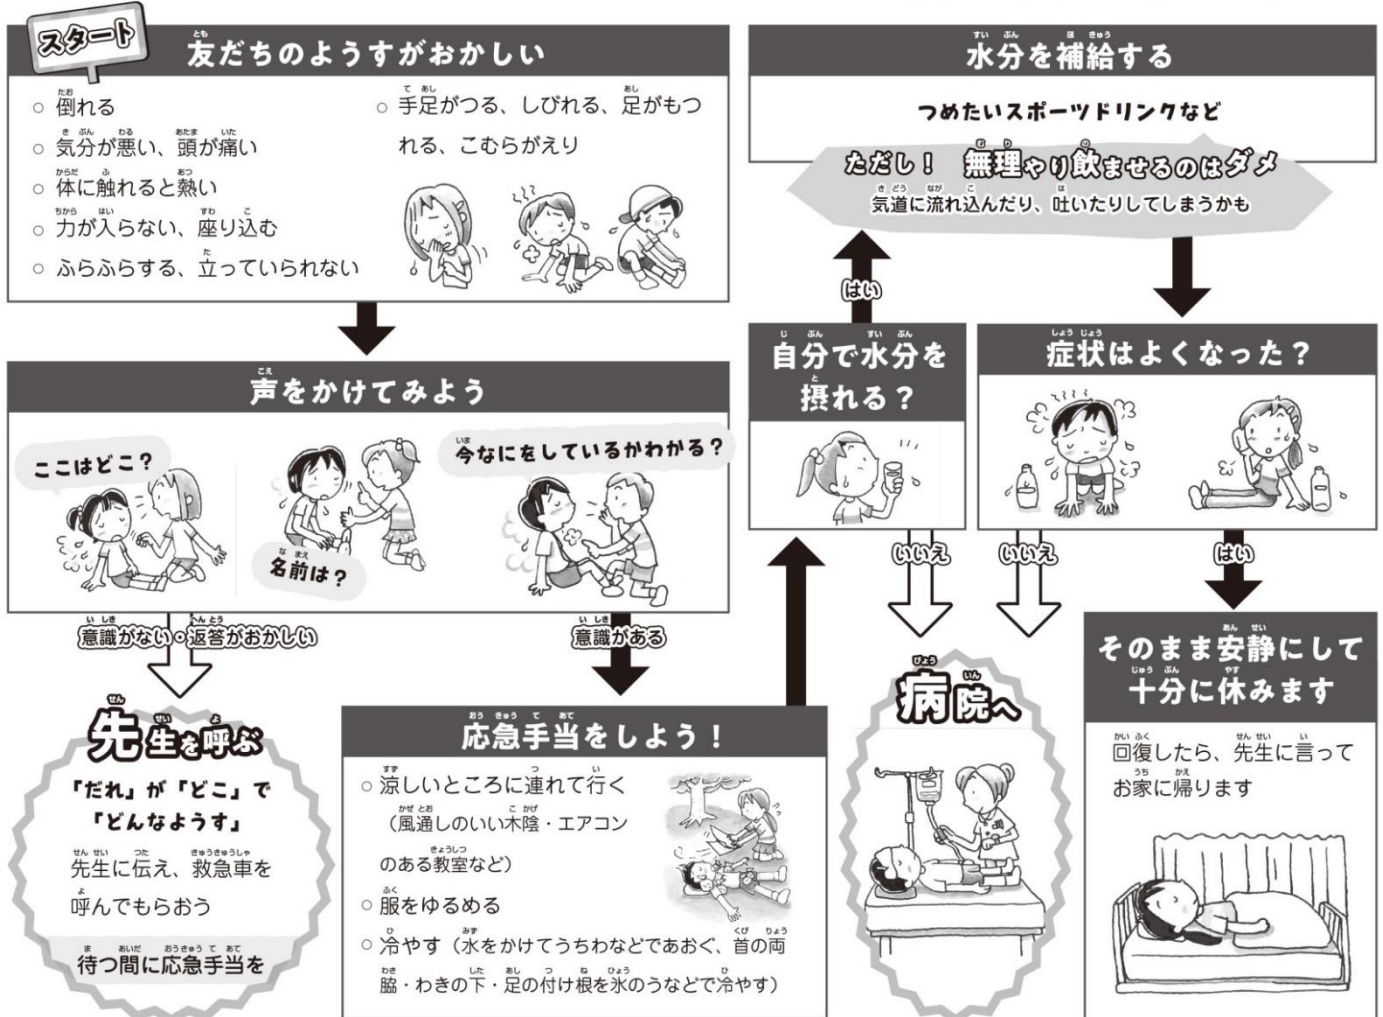 スタート
友だちのようすがおかしい
○ 倒れる
○ 気分が悪い、頭が痛い
○ 体に触れると熱い
○ 力が入らない、座り込む
○ ふらふらする、立っていられない
○ 手足がつる、しびれる、足がもつ
れる、こむらがえり
声をかけてみよう
ここはどこ？
名前は？
今なにをしているかわかる？
意識がない・返答がおかしい
意識がある
先生を呼ぶ
「だれ」が「どこ」で
「どんなようす」
先生に伝え、救急車を
呼んでもらおう
待つ間に応急手当を
応急手当をしよう！
○ 涼しいところに連れて行く
（風通しのいい木陰・エアコン
のある教室など）
○ 服をゆるめる
○ 冷やす（水をかけてうちわなどであおぐ、首の両
脇・わきの下・足の付け根を氷のうなどで冷やす）
自分で水分を
摂れる？
はい
いいえ
水分を補給する
つめたいスポーツドリンクなど
ただし！ 無理やり飲ませるのはダメ
気道に流れ込んだり、吐いたりしてしまうかも
症状はよくなった？
いいえ
はい
病院へ
そのまま安静にして
十分に休みます
回復したら、先生に言って
お家に帰ります